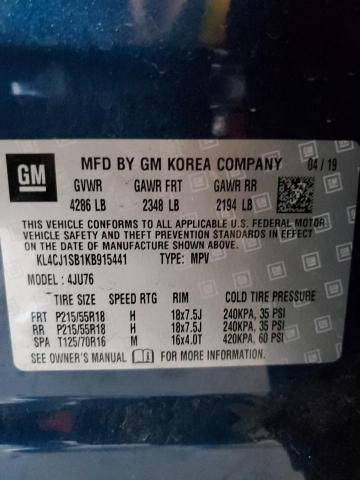 GM MFD BY GM KOREA COMPANY 04/19
GVWR GAWR FRT GAWR RR
4286 LB 2348 LB 2194 LB
THIS VEHICLE CONFORMS TO ALL APPLICABLE U.S. FEDERAL MOTOR
VEHICLE SAFETY AND THEFT PREVENTION STANDARDS IN EFFECT
ON THE DATE OF MANUFACTURE SHOWN ABOVE.
KL4CJ1SB1KB915441 TYPE: MPV
MODEL : 4JU76
TIRE SIZE SPEED RTG RIM COLD TIRE PRESSURE
FRT P215/55R18 H 18x7.5J 240KPA, 35 PSI
RR P215/55R18 H 18x7.5J 240KPA, 35 PSI
SPA T125/70R16 M 16x4.0T 420KPA, 60 PSI
SEE OWNER'S MANUAL FOR MORE INFORMATION.